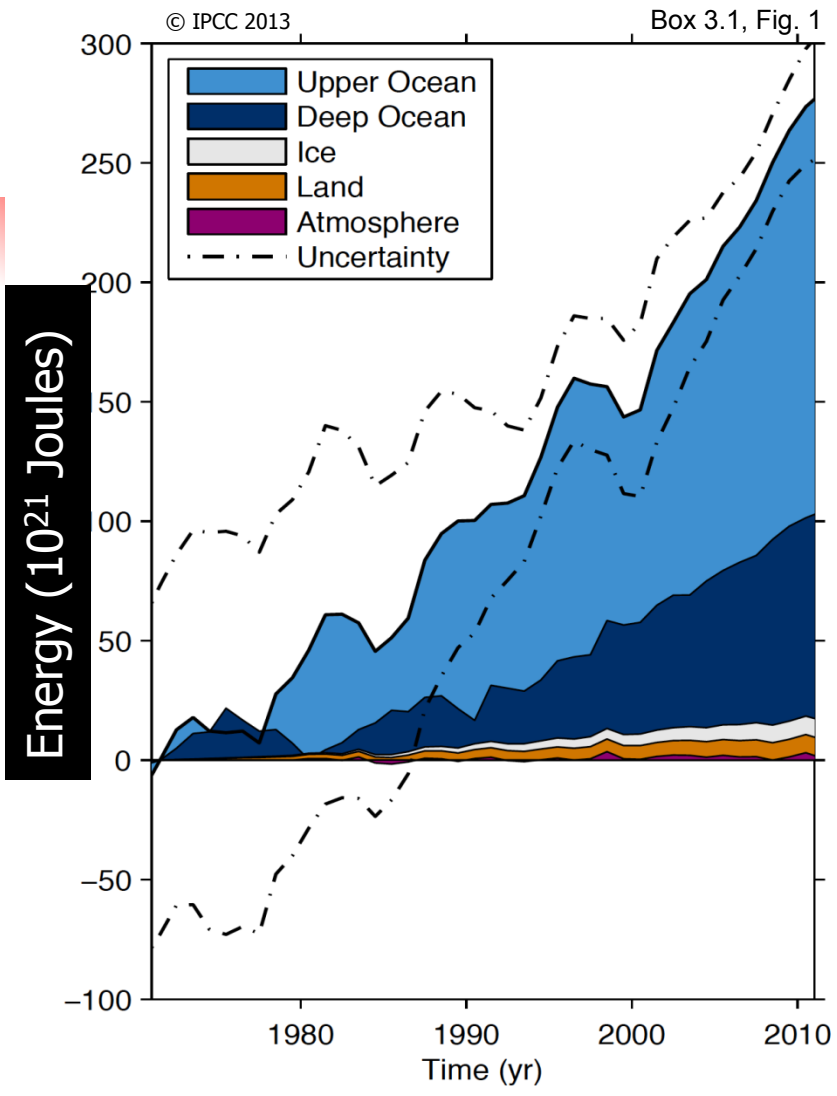 © IPCC 2013
Box 3.1, Fig. 1
300
250
200
150
100
50
0
−50
−100
Upper Ocean
Deep Ocean
Ice
Land
Atmosphere
Uncertainty
Energy (10²¹ Joules)
1980 1990 2000 2010
Time (yr)